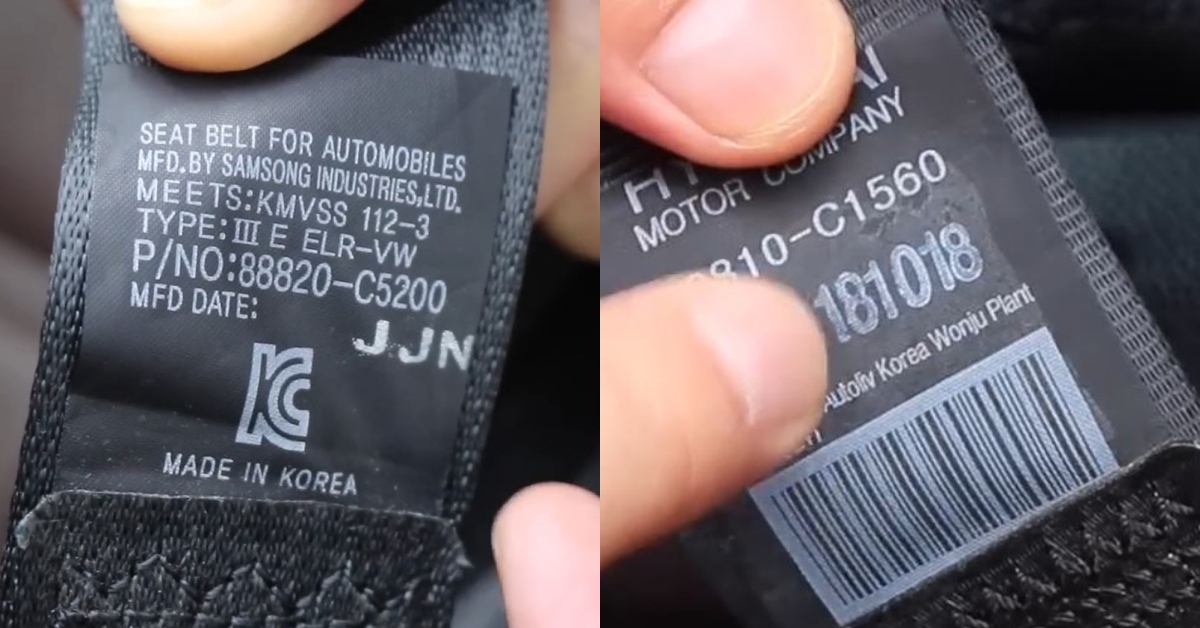 SEAT BELT FOR AUTOMOBILES
MFD.BY SAMSONG INDUSTRIES,LTD.
MEETS:KMVSS 112-3
TYPE:III E ELR-VW
P/NO:88820-C5200
MFD DATE:
JJN
KC
MADE IN KOREA
MOTOR COMPANY
810-C1560
181018
Autoliv Korea Wonju Plant